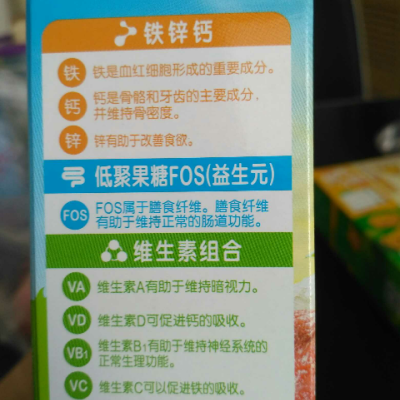 铁锌钙
铁 铁是血红细胞形成的重要成分。
钙 钙是骨骼和牙齿的主要成分,
并维持骨密度。
锌 锌有助于改善食欲。
低聚果糖FOS(益生元)
FOS FOS属于膳食纤维。膳食纤维
有助于维持正常的肠道功能。
维生素组合
VA 维生素A有助于维持暗视力。
VD 维生素D可促进钙的吸收。
VB₁ 维生素B₁有助于维持神经系统的
正常生理功能。
VC 维生素C可以促进铁的吸收。